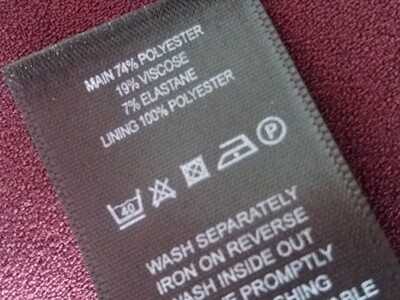 MAIN 74% POLYESTER
19% VISCOSE
7% ELASTANE
LINING 100% POLYESTER
40 P
WASH SEPARATELY
IRON ON REVERSE
WASH INSIDE OUT
PROMPTLY